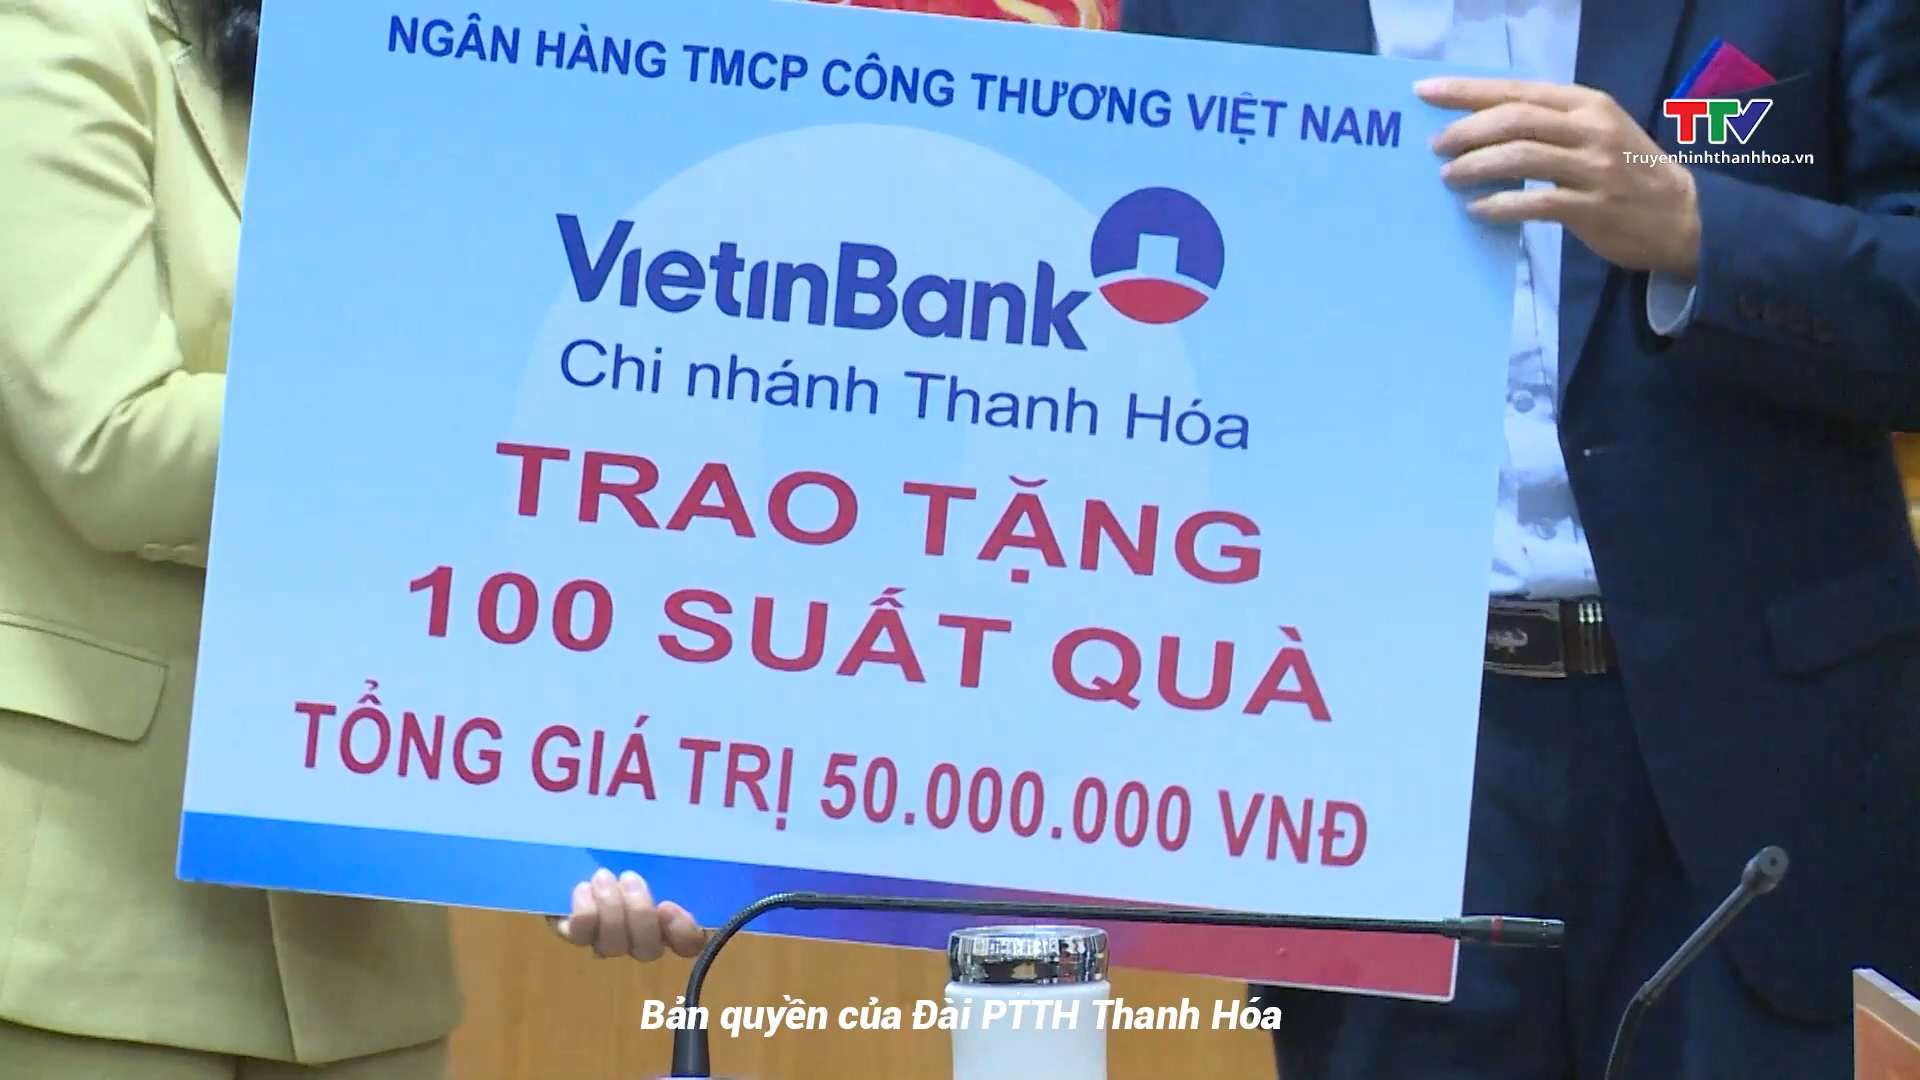 NGÂN HÀNG TMCP CÔNG THƯƠNG VIỆT NAM
TTV
Truyenhinhthanhhoa.vn
VietinBank
Chi nhánh Thanh Hóa
TRAO TẶNG
100 SUẤT QUÀ
TỔNG GIÁ TRỊ 50.000.000 VNĐ
Bản quyền của Đài PTTH Thanh Hóa